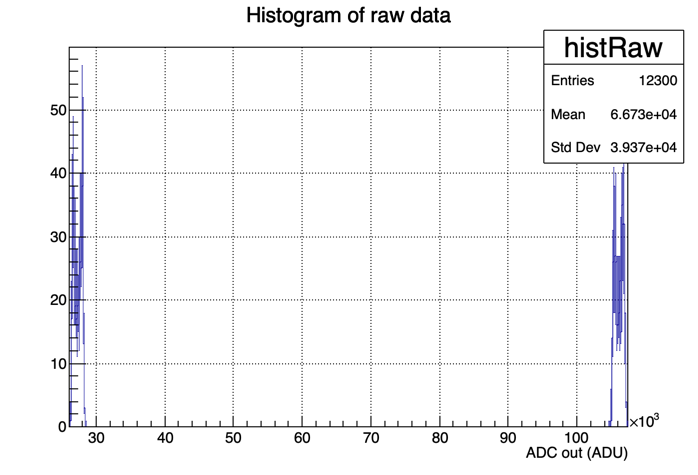 Histogram of raw data
histRaw
Entries 12300
Mean 6.673e+04
Std Dev 3.937e+04
50
40
30
20
10
0
30 40 50 60 70 80 90 100 ×10³
ADC out (ADU)